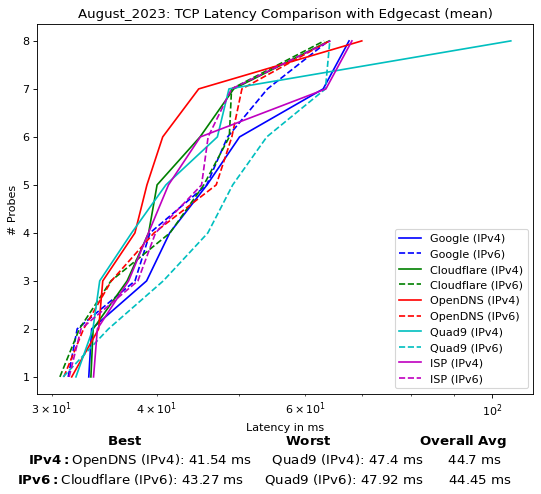 August_2023: TCP Latency Comparison with Edgecast (mean)
# Probes
8
7
6
5
4
3
2
1
Google (IPv4)
Google (IPv6)
Cloudflare (IPv4)
Cloudflare (IPv6)
OpenDNS (IPv4)
OpenDNS (IPv6)
Quad9 (IPv4)
Quad9 (IPv6)
ISP (IPv4)
ISP (IPv6)
3 × 10¹ 4 × 10¹ 6 × 10¹ 10²
Latency in ms
Best Worst Overall Avg
IPv4: OpenDNS (IPv4): 41.54 ms Quad9 (IPv4): 47.4 ms 44.7 ms
IPv6: Cloudflare (IPv6): 43.27 ms Quad9 (IPv6): 47.92 ms 44.45 ms